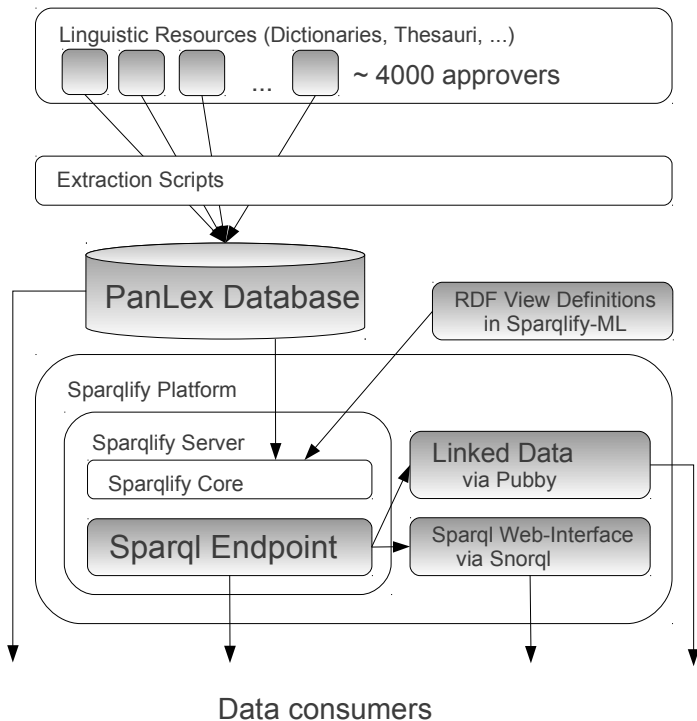 Linguistic Resources (Dictionaries, Thesauri, ...)
... ~ 4000 approvers
Extraction Scripts
PanLex Database
RDF View Definitions
in Sparqlify-ML
Sparqlify Platform
Sparqlify Server
Sparqlify Core
Linked Data
via Pubby
Sparql Endpoint
Sparql Web-Interface
via Snorql
Data consumers